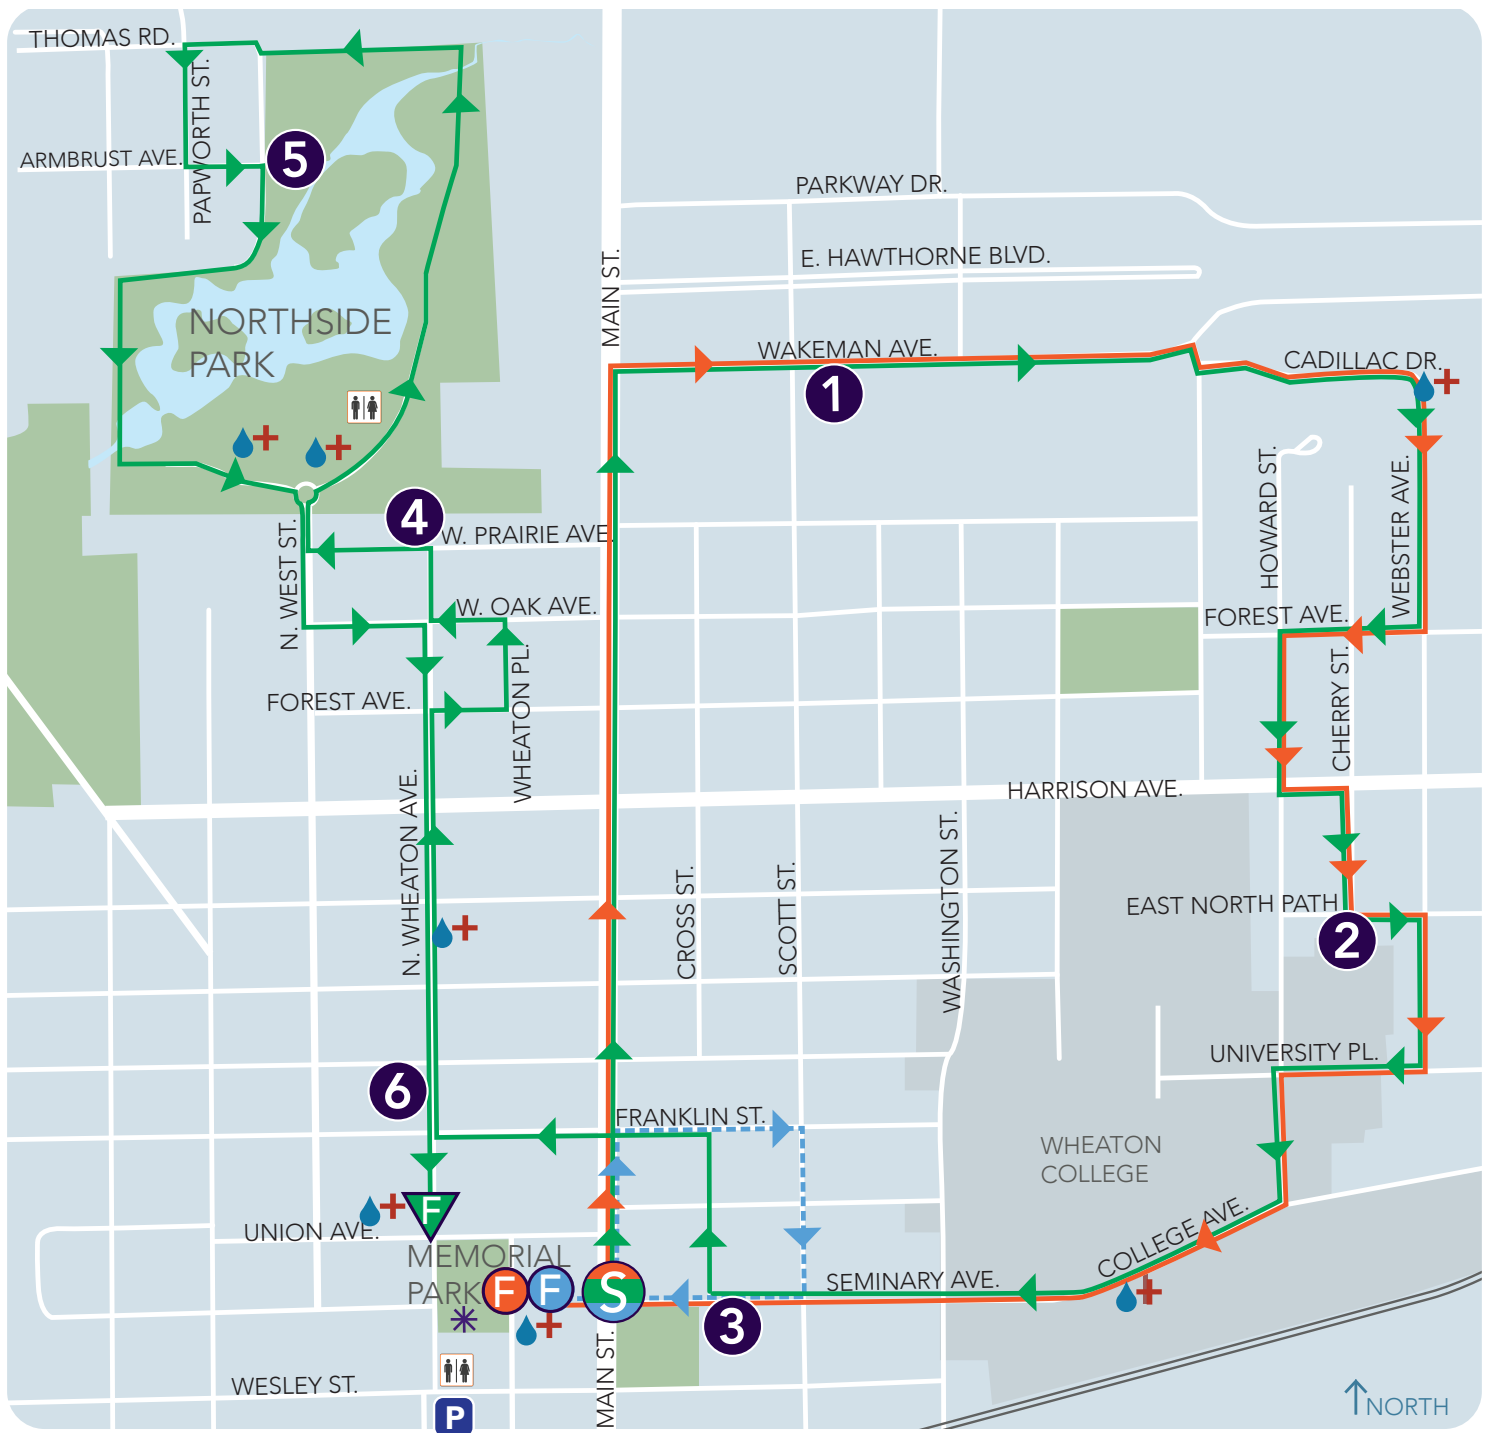 THOMAS RD.
PAPWORTH ST.
ARMBRUST AVE.
5
NORTHSIDE
PARK
MAIN ST.
PARKWAY DR.
E. HAWTHORNE BLVD.
WAKEMAN AVE.
1
CADILLAC DR.
4
W. PRAIRIE AVE.
N. WEST ST.
W. OAK AVE.
HOWARD ST.
WEBSTER AVE.
FOREST AVE.
CHERRY ST.
FOREST AVE.
WHEATON PL.
HARRISON AVE.
N. WHEATON AVE.
CROSS ST.
SCOTT ST.
WASHINGTON ST.
EAST NORTH PATH
2
UNIVERSITY PL.
6
FRANKLIN ST.
WHEATON
COLLEGE
F
UNION AVE.
COLLEGE AVE.
MEMORIAL
PARK
F
F
S
SEMINARY AVE.
3
MAIN ST.
WESLEY ST.
P
NORTH